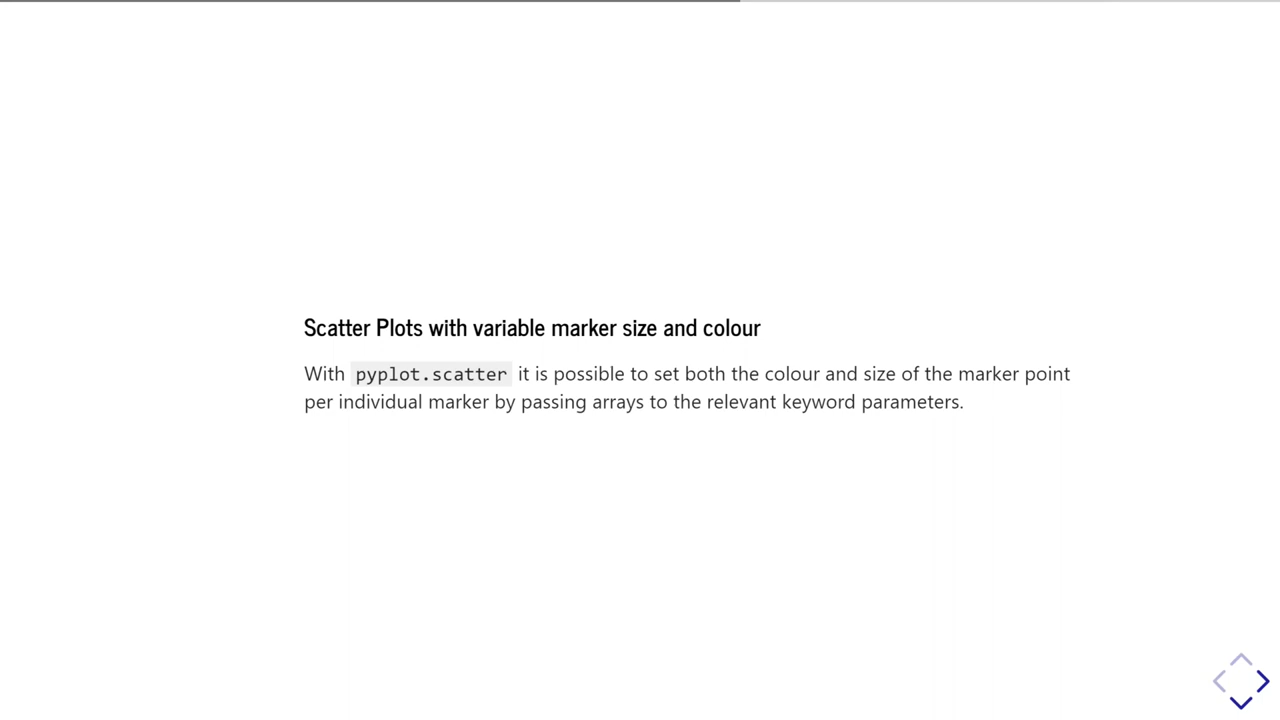 Scatter Plots with variable marker size and colour
With pyplot.scatter it is possible to set both the colour and size of the marker point
per individual marker by passing arrays to the relevant keyword parameters.